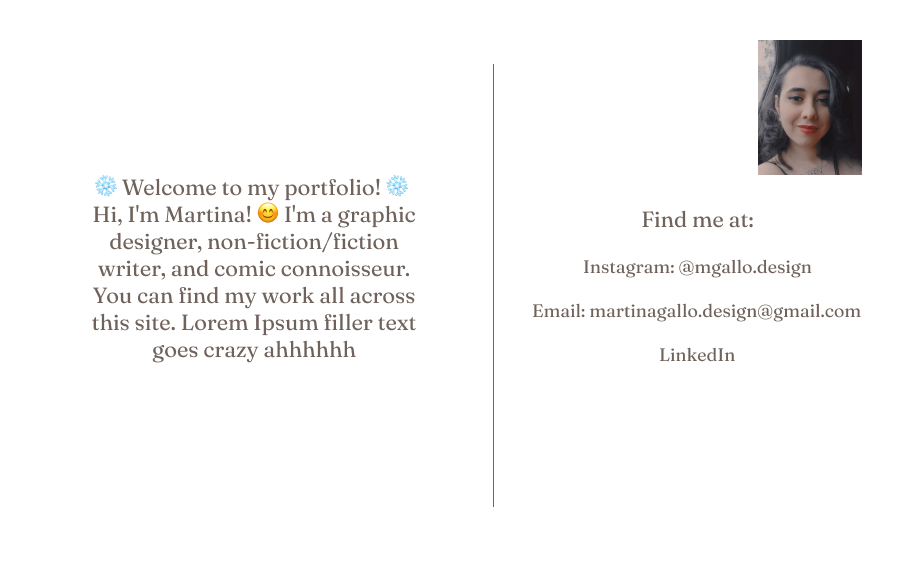 ❄️ Welcome to my portfolio! ❄️
Hi, I'm Martina! 😊 I'm a graphic
designer, non-fiction/fiction
writer, and comic connoisseur.
You can find my work all across
this site. Lorem Ipsum filler text
goes crazy ahhhhhh
Find me at:
Instagram: @mgallo.design
Email: martinagallo.design@gmail.com
LinkedIn